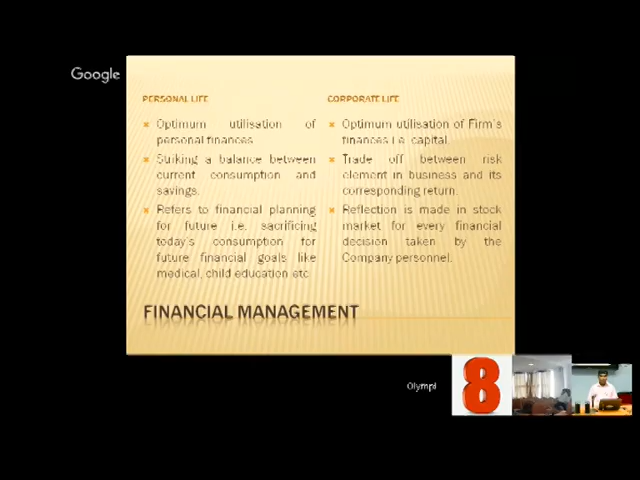 Google
PERSONAL LIFE
Optimum utilisation of
personal finances
Striking a balance between
current consumption and
savings.
Refers to financial planning
for future i.e. sacrificing
today's consumption for
future financial goals like
medical, child education etc
CORPORATE LIFE
Optimum utilisation of Firm's
finances i.e. capital.
Trade off between risk
element in business and its
corresponding return.
Reflection is made in stock
market for every financial
decision taken by the
Company personnel.
FINANCIAL MANAGEMENT
Olympi
8